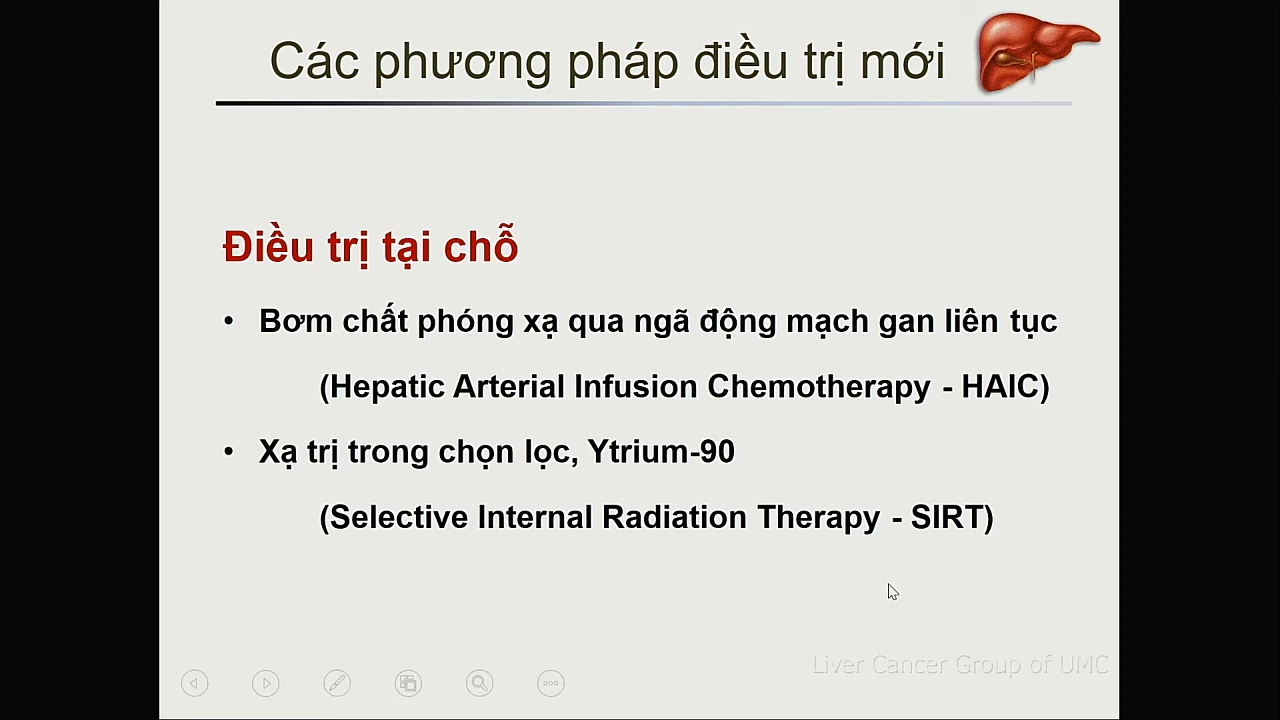 Các phương pháp điều trị mới
Điều trị tại chỗ
• Bơm chất phóng xạ qua ngã động mạch gan liên tục
(Hepatic Arterial Infusion Chemotherapy - HAIC)
• Xạ trị trong chọn lọc, Ytrium-90
(Selective Internal Radiation Therapy - SIRT)
Liver Cancer Group of UMC